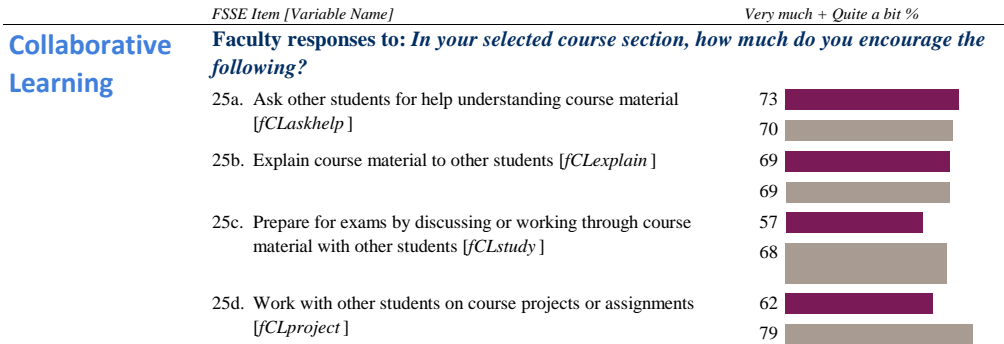 FSSE Item [Variable Name] Very much + Quite a bit %
Collaborative
Learning
Faculty responses to: In your selected course section, how much do you encourage the
following?
25a. Ask other students for help understanding course material
[fCLaskhelp ]
73
70
25b. Explain course material to other students [fCLexplain ]
69
69
25c. Prepare for exams by discussing or working through course
material with other students [fCLstudy ]
57
68
25d. Work with other students on course projects or assignments
[fCLproject ]
62
79